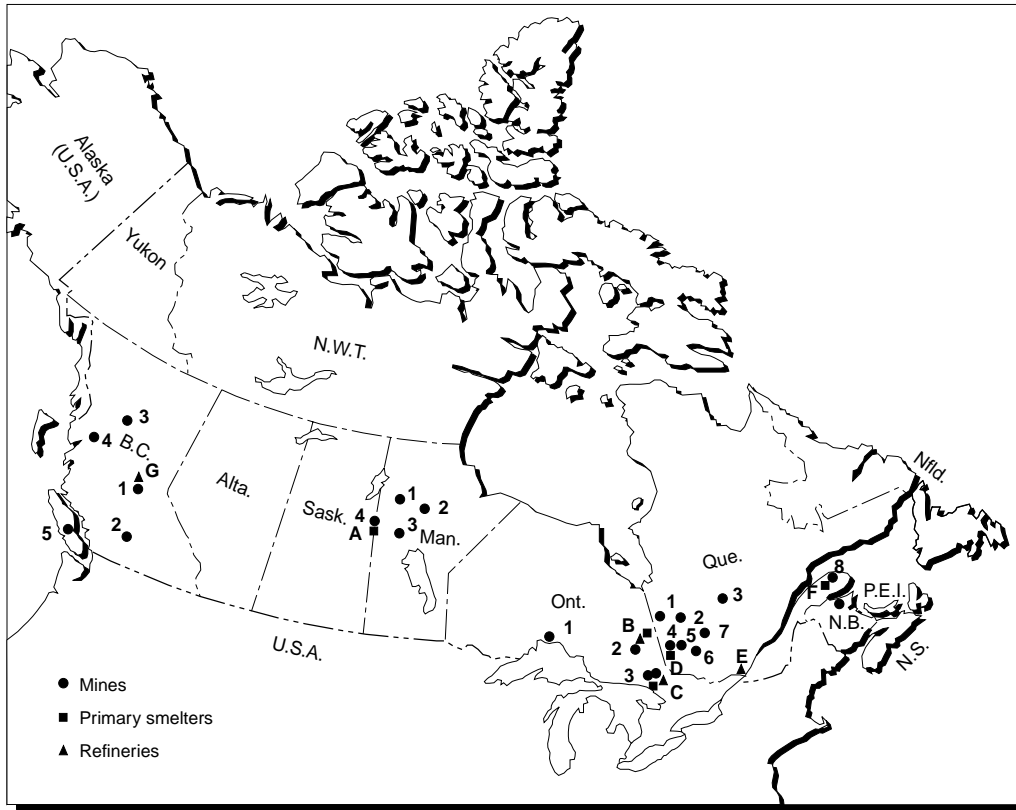 Alaska
(U.S.A.)
Yukon
N.W.T.
3
4
B.C.
G
1
5
2
Alta.
Sask.
4
A
1
2
3
Man.
Nfld.
Que.
8
F
P.E.I.
N.B.
N.S.
Ont.
1
U.S.A.
1
2
3
B
4
5
7
2
6
D
E
3
C
Mines
Primary smelters
Refineries